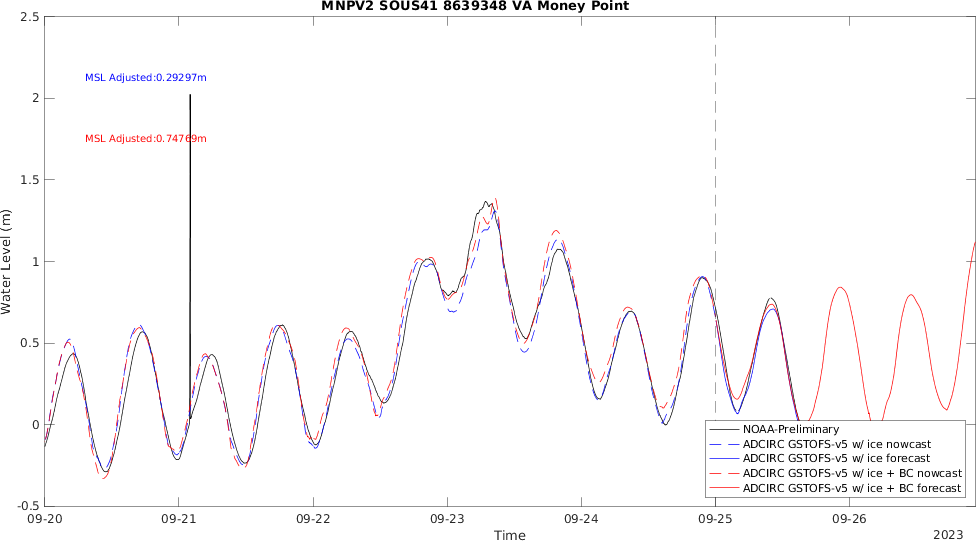 MNPV2 SOUS41 8639348 VA Money Point
2.5
2
1.5
1
0.5
0
-0.5
Water Level (m)
MSL Adjusted:0.29297m
MSL Adjusted:0.74769m
NOAA-Preliminary
ADCIRC GSTOFS-v5 w/ ice nowcast
ADCIRC GSTOFS-v5 w/ ice forecast
ADCIRC GSTOFS-v5 w/ ice + BC nowcast
ADCIRC GSTOFS-v5 w/ ice + BC forecast
09-20 09-21 09-22 09-23 09-24 09-25 09-26
Time
2023